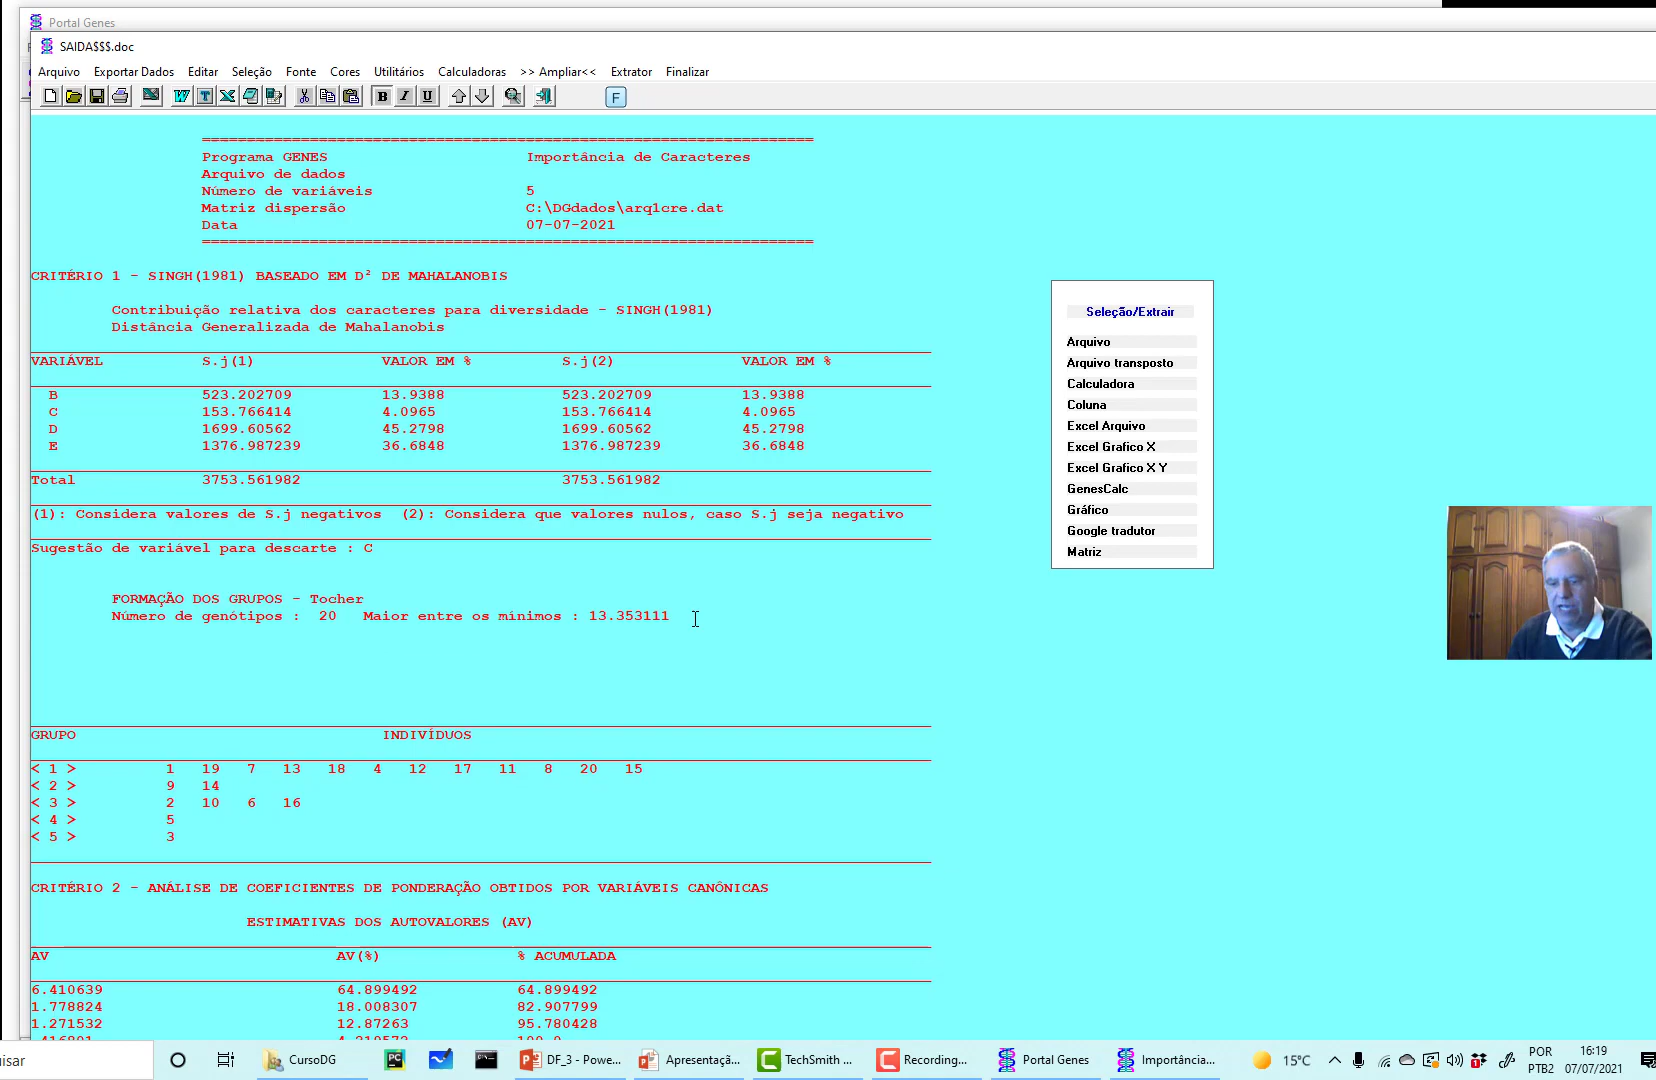 Portal Genes
SAIDA$$$.doc
Arquivo Exportar Dados Editar Seleção Fonte Cores Utilitários Calculadoras >> Ampliar<< Extrator Finalizar
W T X B I U F
Programa GENES Importância de Caracteres
Arquivo de dados
Número de variáveis 5
Matriz dispersão C:\DGdados\arq1cre.dat
Data 07-07-2021
CRITÉRIO 1 - SINGH(1981) BASEADO EM D² DE MAHALANOBIS
Contribuição relativa dos caracteres para diversidade - SINGH(1981)
Distância Generalizada de Mahalanobis
VARIÁVEL S.j(1) VALOR EM % S.j(2) VALOR EM %
B 523.202709 13.9388 523.202709 13.9388
C 153.766414 4.0965 153.766414 4.0965
D 1699.60562 45.2798 1699.60562 45.2798
E 1376.987239 36.6848 1376.987239 36.6848
Total 3753.561982 3753.561982
(1): Considera valores de S.j negativos (2): Considera que valores nulos, caso S.j seja negativo
Sugestão de variável para descarte : C
FORMAÇÃO DOS GRUPOS - Tocher
Número de genótipos : 20 Maior entre os mínimos : 13.353111
GRUPO INDIVÍDUOS
< 1 > 1 19 7 13 18 4 12 17 11 8 20 15
< 2 > 9 14
< 3 > 2 10 6 16
< 4 > 5
< 5 > 3
CRITÉRIO 2 - ANÁLISE DE COEFICIENTES DE PONDERAÇÃO OBTIDOS POR VARIÁVEIS CANÔNICAS
ESTIMATIVAS DOS AUTOVALORES (AV)
AV AV(%) % ACUMULADA
6.410639 64.899492 64.899492
1.778824 18.008307 82.907799
1.271532 12.87263 95.780428
Seleção/Extrair
Arquivo
Arquivo transposto
Calculadora
Coluna
Excel Arquivo
Excel Grafico X
Excel Grafico X Y
GenesCalc
Gráfico
Google tradutor
Matriz
uisar CursoDG PC DF_3 - Powe... Apresentaçã... TechSmith ... Recording... Portal Genes Importância... 15°C POR 16:19
PTB2 07/07/2021